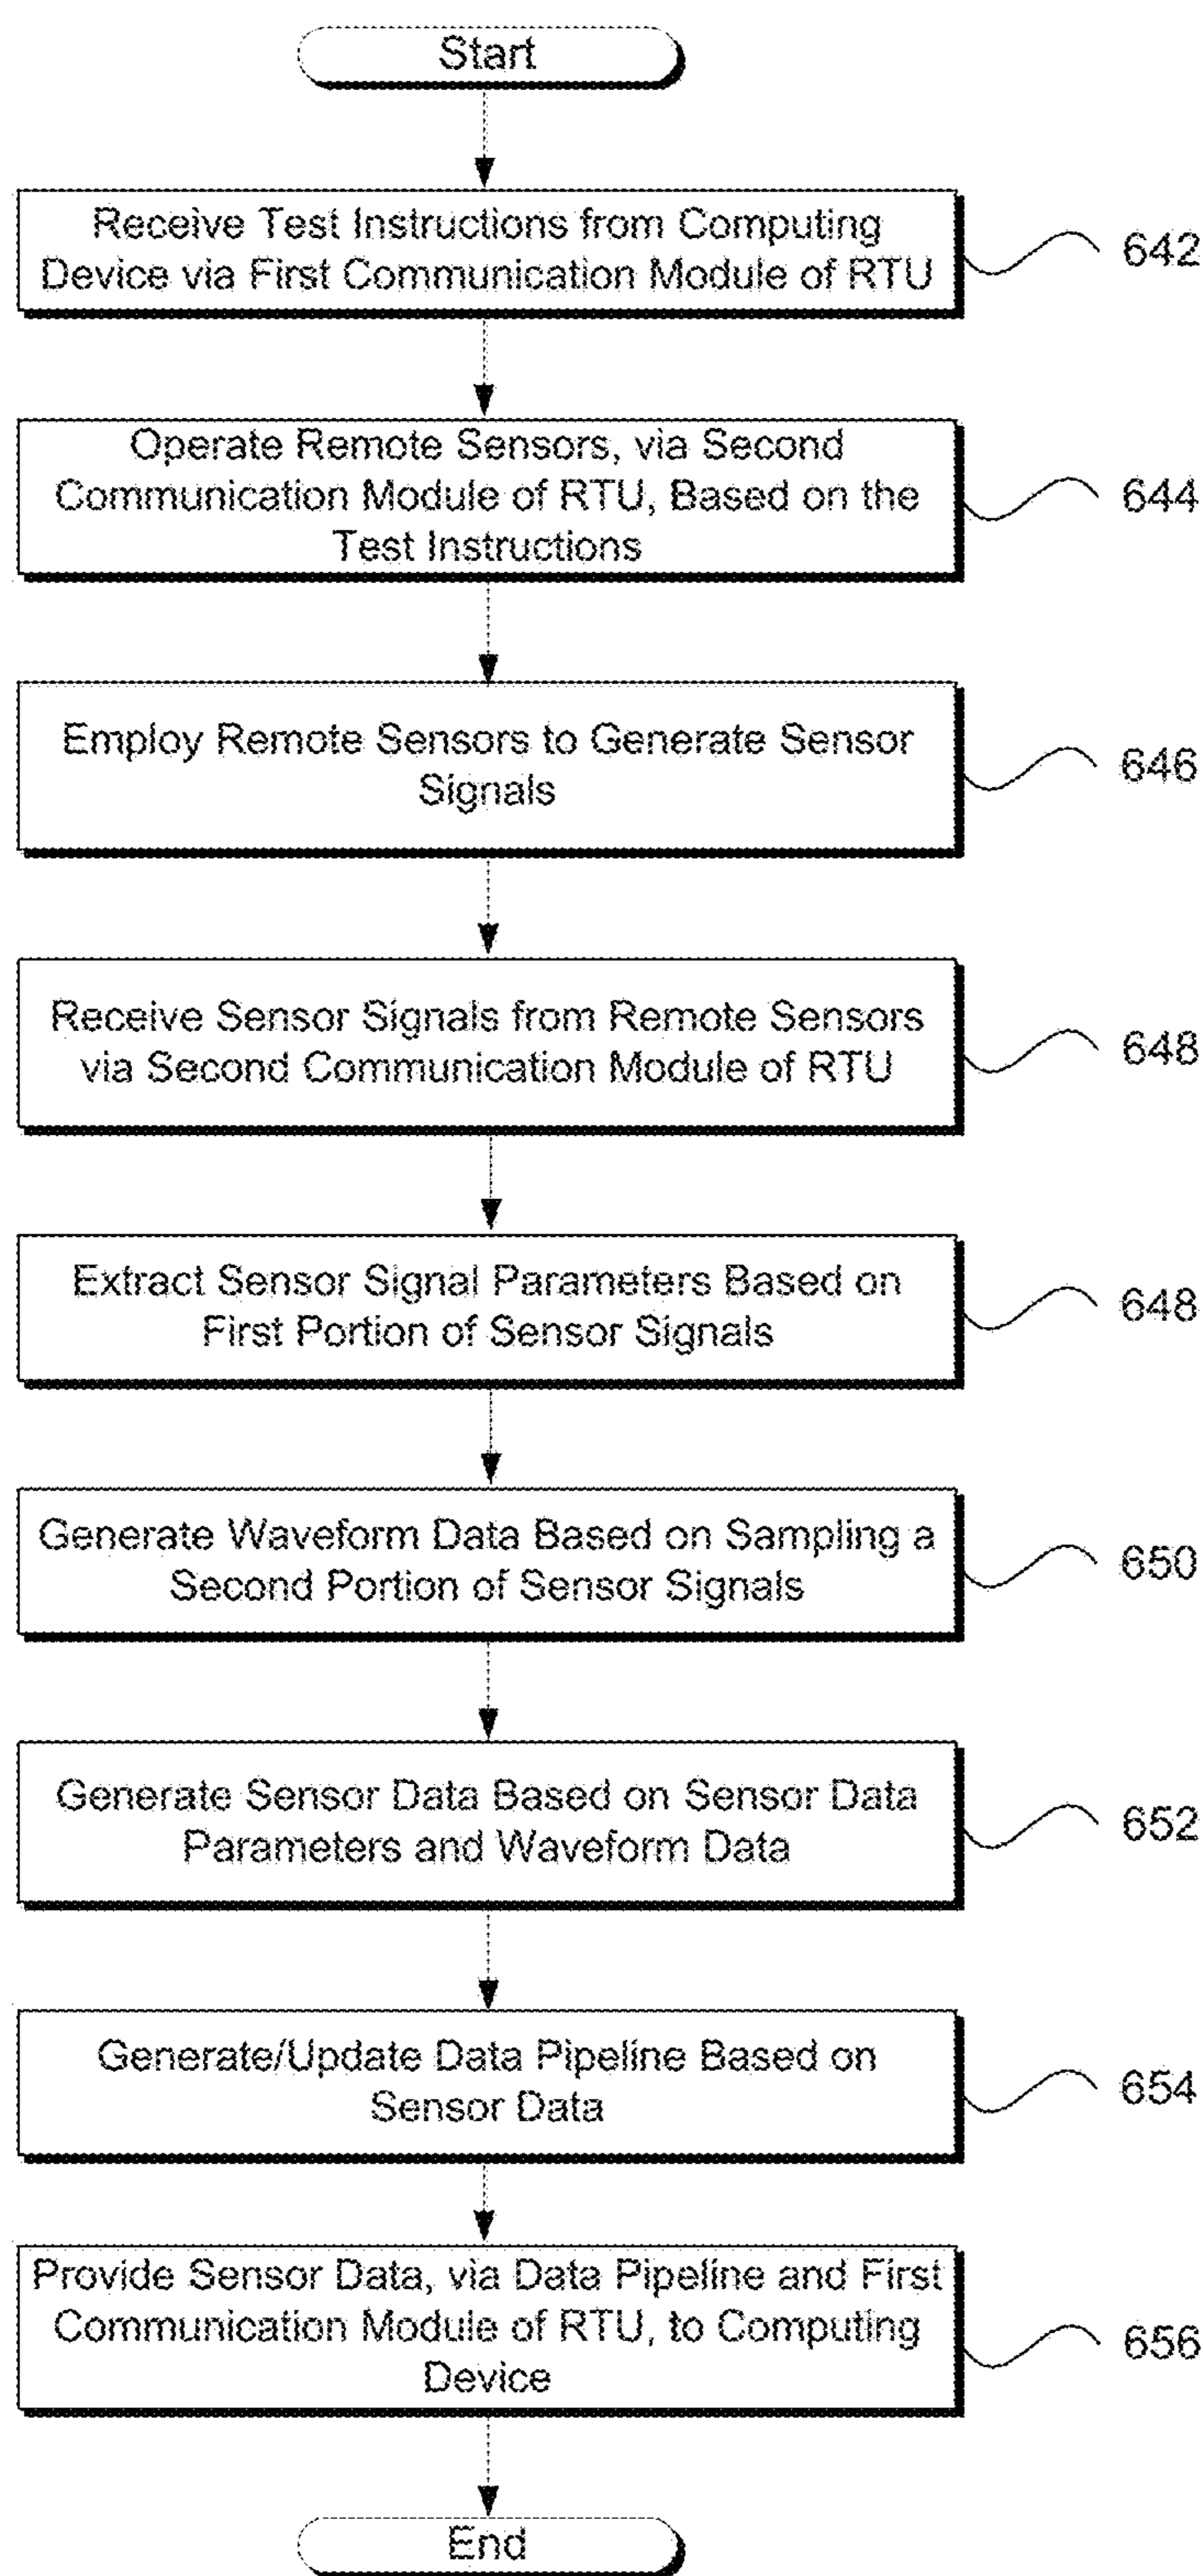 Start
Receive Test Instructions from Computing
Device via First Communication Module of RTU
642
Operate Remote Sensors, via Second
Communication Module of RTU, Based on the
Test Instructions
644
Employ Remote Sensors to Generate Sensor
Signals
646
Receive Sensor Signals from Remote Sensors
via Second Communication Module of RTU
648
Extract Sensor Signal Parameters Based on
First Portion of Sensor Signals
648
Generate Waveform Data Based on Sampling a
Second Portion of Sensor Signals
650
Generate Sensor Data Based on Sensor Data
Parameters and Waveform Data
652
Generate/Update Data Pipeline Based on
Sensor Data
654
Provide Sensor Data, via Data Pipeline and First
Communication Module of RTU, to Computing
Device
656
End